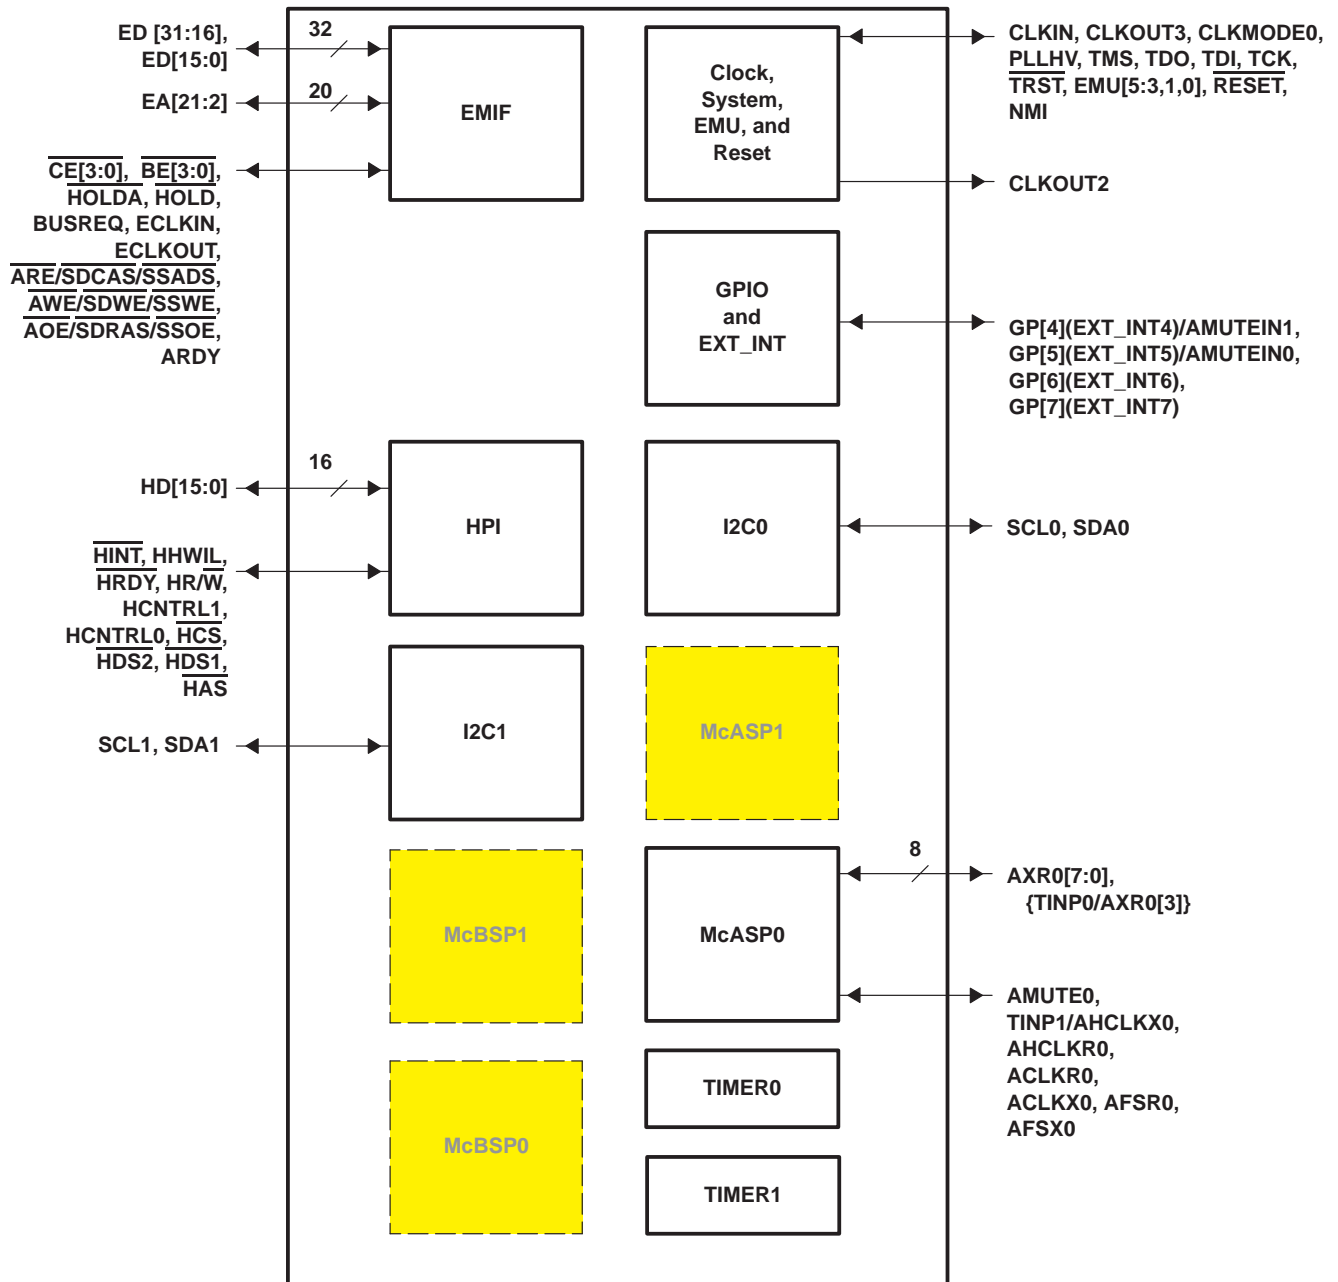 ED [31:16],
ED[15:0]
32
EA[21:2]
20
CE[3:0], BE[3:0],
HOLDA, HOLD,
BUSREQ, ECLKIN,
ECLKOUT,
ARE/SDCAS/SSADS,
AWE/SDWE/SSWE,
AOE/SDRAS/SSOE,
ARDY
EMIF
Clock,
System,
EMU, and
Reset
CLKIN, CLKOUT3, CLKMODE0,
PLLHV, TMS, TDO, TDI, TCK,
TRST, EMU[5:3,1,0], RESET,
NMI
CLKOUT2
GPIO
and
EXT_INT
GP[4](EXT_INT4)/AMUTEIN1,
GP[5](EXT_INT5)/AMUTEIN0,
GP[6](EXT_INT6),
GP[7](EXT_INT7)
HD[15:0]
16
HINT, HHWIL,
HRDY, HR/W,
HCNTRL1,
HCNTRL0, HCS,
HDS2, HDS1,
HAS
HPI
I2C0
SCL0, SDA0
SCL1, SDA1
I2C1
McASP1
McBSP1
McASP0
8
AXR0[7:0],
{TINP0/AXR0[3]}
AMUTE0,
TINP1/AHCLKX0,
AHCLKR0,
ACLKR0,
ACLKX0, AFSR0,
AFSX0
McBSP0
TIMER0
TIMER1